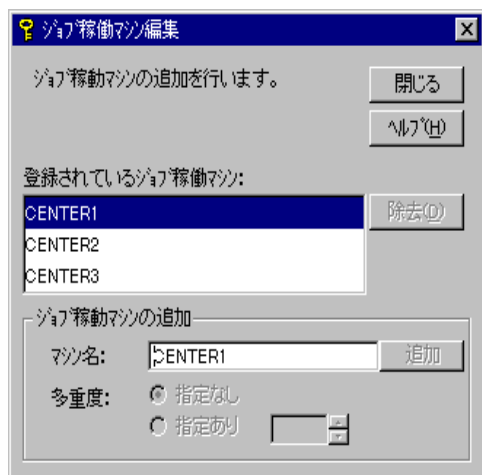 ｼﾞｮﾌﾞ稼働ﾏｼﾝ編集
ｼﾞｮﾌﾞ稼動ﾏｼﾝの追加を行います。
閉じる
ﾍﾙﾌﾟ(H)
登録されているｼﾞｮﾌﾞ稼働ﾏｼﾝ:
CENTER1
除去(D)
CENTER2
CENTER3
ｼﾞｮﾌﾞ稼動ﾏｼﾝの追加
ﾏｼﾝ名:
CENTER1
追加
多重度:
指定なし
指定あり